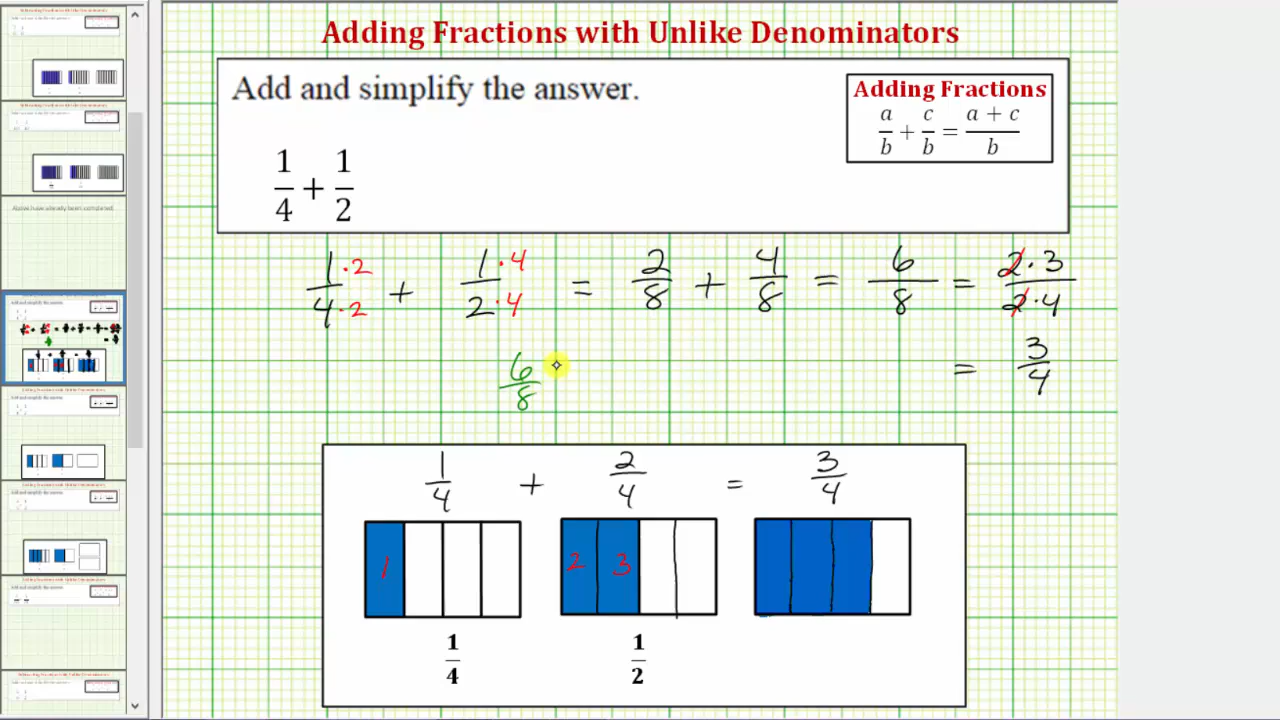 Adding Fractions with Unlike Denominators
Add and simplify the answer.
1/4 + 1/2
Adding Fractions
a/b + c/b = (a + c)/b
1·2/4·2 + 1·4/2·4 = 2/8 + 4/8 = 6/8 = 2·3/2·4
= 3/4
6/8
1/4 + 2/4 = 3/4
1 2 3
1/4 1/2